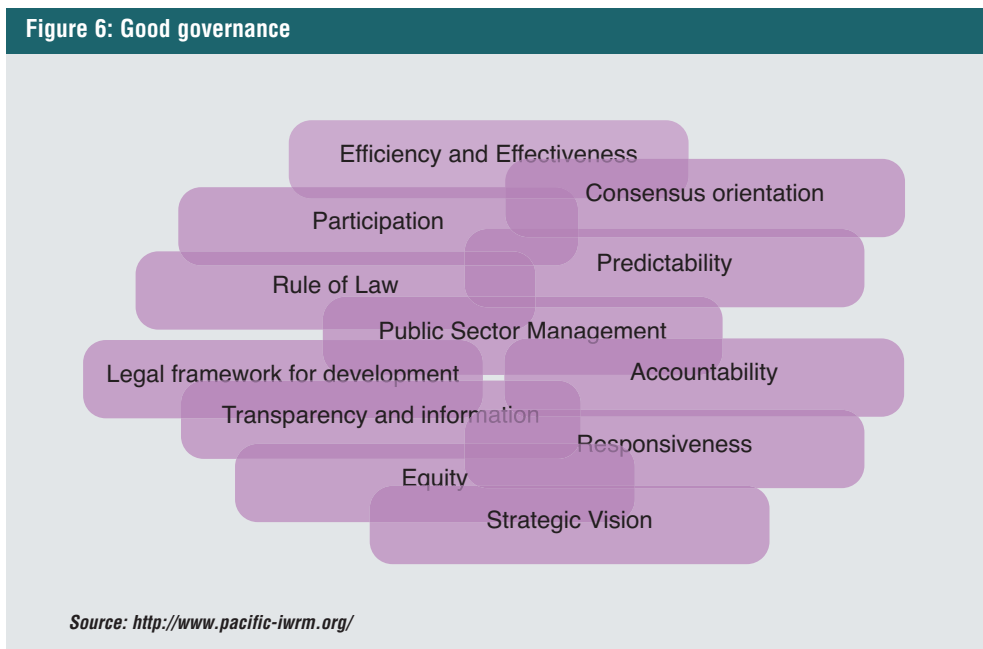 Figure 6: Good governance
Efficiency and Effectiveness
Consensus orientation
Participation
Predictability
Rule of Law
Public Sector Management
Legal framework for development
Accountability
Transparency and information
Responsiveness
Equity
Strategic Vision
Source: http://www.pacific-iwrm.org/